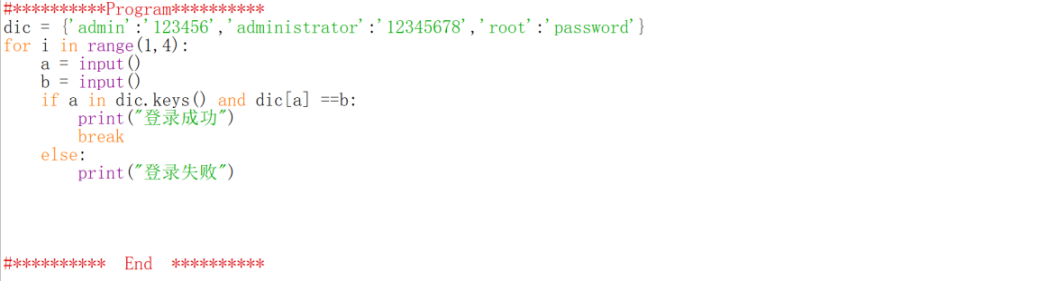 #**********Program**********
dic = {'admin':'123456','administrator':'12345678','root':'password'}
for i in range(1,4):
    a = input()
    b = input()
    if a in dic.keys() and dic[a] ==b:
        print("登录成功")
        break
    else:
        print("登录失败")
#**********  End  **********